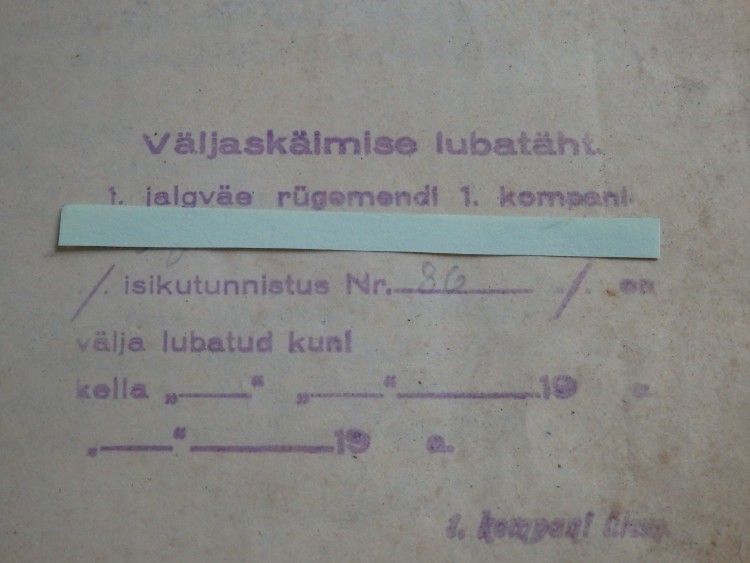 Väljaskäimise lubatäht.
1. jalgväe rügemendi 1. kompani
/. isikutunnistus Nr. 86 /. on
välja lubatud kuni
kella „——“ „——“ ——— 19 a.
„——“ ——— 19 a.
1. kompani ülem